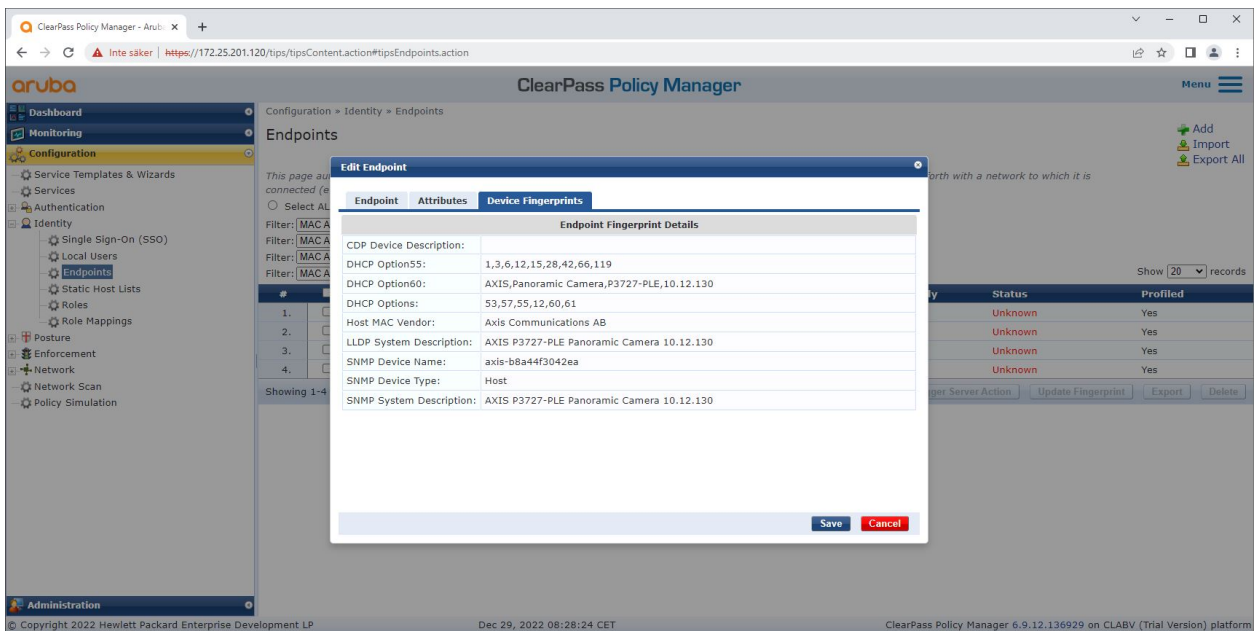 ClearPass Policy Manager - Arub
Inte säker | https://172.25.201.120/tips/tipsContent.action#tipsEndpoints.action
aruba
ClearPass Policy Manager
Menu
Dashboard
Monitoring
Configuration
Service Templates & Wizards
Services
Authentication
Identity
Single Sign-On (SSO)
Local Users
Endpoints
Static Host Lists
Roles
Role Mappings
Posture
Enforcement
Network
Network Scan
Policy Simulation
Administration
Configuration » Identity » Endpoints
Endpoints
Add
Import
Export All
This page
forth with a network to which it is
connected
Select
Filter: MAC A
Filter: MAC A
Filter: MAC A
Filter: MAC A
Show 20 records
# Status Profiled
1. Unknown Yes
2. Unknown Yes
3. Unknown Yes
4. Unknown Yes
Showing 1-4
Server Action Update Fingerprint Export Delete
Edit Endpoint
Endpoint Attributes Device Fingerprints
Endpoint Fingerprint Details
CDP Device Description:
DHCP Option55: 1,3,6,12,15,28,42,66,119
DHCP Option60: AXIS,Panoramic Camera,P3727-PLE,10.12.130
DHCP Options: 53,57,55,12,60,61
Host MAC Vendor: Axis Communications AB
LLDP System Description: AXIS P3727-PLE Panoramic Camera 10.12.130
SNMP Device Name: axis-b8a44f3042ea
SNMP Device Type: Host
SNMP System Description: AXIS P3727-PLE Panoramic Camera 10.12.130
Save Cancel
© Copyright 2022 Hewlett Packard Enterprise Development LP
Dec 29, 2022 08:28:24 CET
ClearPass Policy Manager 6.9.12.136929 on CLABV (Trial Version) platform